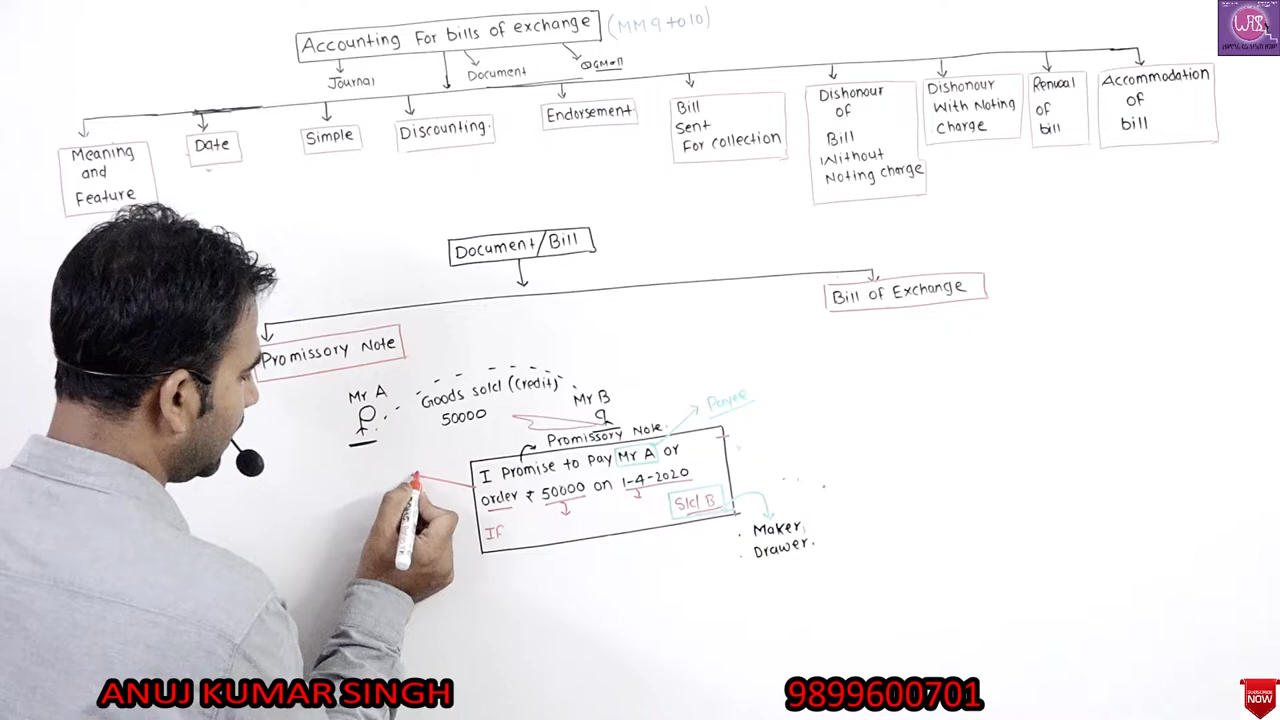 Accounting For bills of exchange (MM 9 to 10)
Journal
Document
Meaning
and
Feature
Date
Simple
Discounting.
Endorsement
Bill
Sent
For collection
Dishonour
of
Bill
Without
Noting charge
Dishonour
With Noting
Charge
Renual
of
bill
Accommodation
of
bill
Document/Bill
Promissory Note
Bill of Exchange
Mr A
Goods sold (Credit)
50000
Mr B
Payee
Promissory Note.
I Promise to pay Mr A or
order ₹ 50000 on 1-4-2020
S/d/ B
If
Maker,
Drawer.
ANUJ KUMAR SINGH
9899600701
SUBSCRIBE
NOW